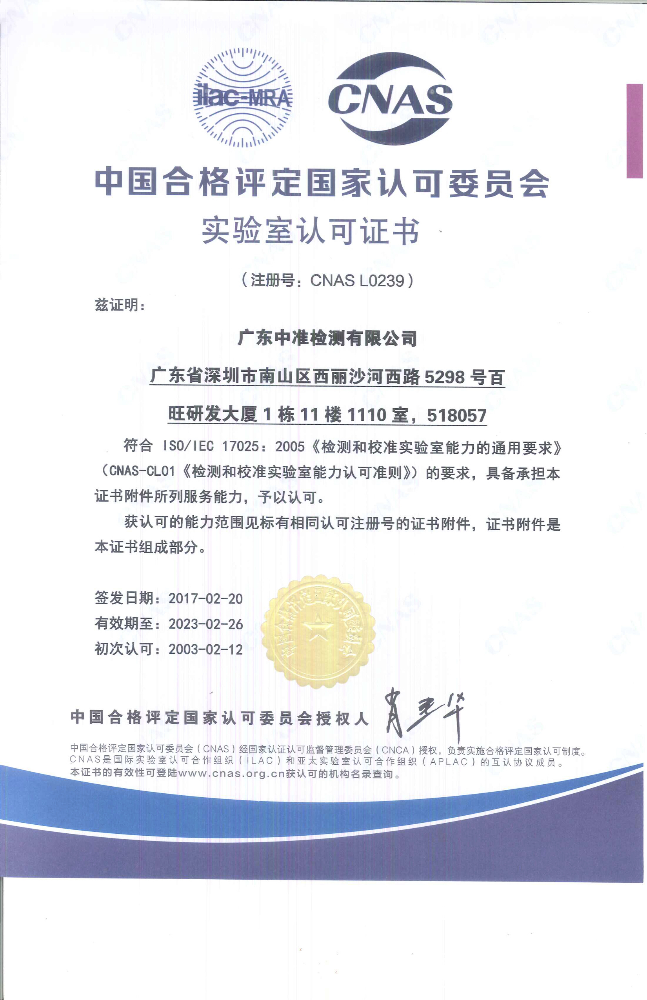 ilac-MRA
CNAS
中国合格评定国家认可委员会
实验室认可证书
（注册号：CNAS L0239）
兹证明：
广东中准检测有限公司
广东省深圳市南山区西丽沙河西路 5298 号百
旺研发大厦 1 栋 11 楼 1110 室，518057
符合 ISO/IEC 17025：2005《检测和校准实验室能力的通用要求》
（CNAS-CL01《检测和校准实验室能力认可准则》）的要求，具备承担本
证书附件所列服务能力，予以认可。
获认可的能力范围见标有相同认可注册号的证书附件，证书附件是
本证书组成部分。
签发日期：2017-02-20
有效期至：2023-02-26
初次认可：2003-02-12
中国合格评定国家认可委员会
中国合格评定国家认可委员会授权人
中国合格评定国家认可委员会（CNAS）经国家认证认可监督管理委员会（CNCA）授权，负责实施合格评定国家认可制度。
CNAS是国际实验室认可合作组织（ILAC）和亚太实验室认可合作组织（APLAC）的互认协议成员。
本证书的有效性可登陆www.cnas.org.cn获认可的机构名录查询。